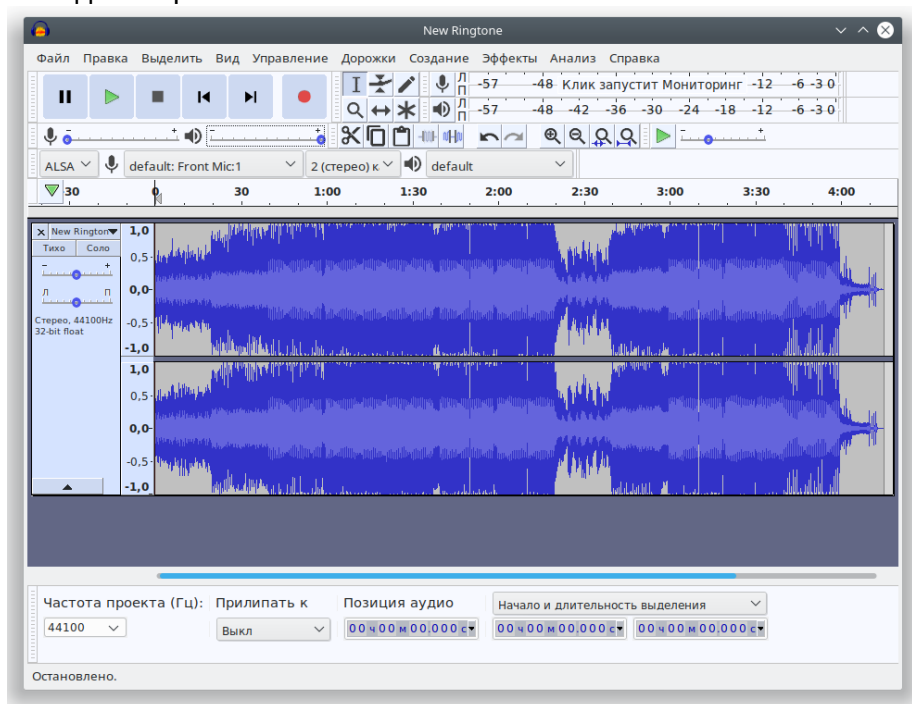 New Ringtone
Файл Правка Выделить Вид Управление Дорожки Создание Эффекты Анализ Справка
Л П -57 -48 Клик запустит Мониторинг -12 -6 -3 0
Л П -57 -48 -42 -36 -30 -24 -18 -12 -6 -3 0
- + - +
- +
ALSA default: Front Mic:1 2 (стерео) к default
30 0 30 1:00 1:30 2:00 2:30 3:00 3:30 4:00
× New Rington 1,0
Тихо Соло 0,5
- +
Л П 0,0
Стерео, 44100Hz -0,5
32-bit float
-1,0
1,0
0,5
0,0
-0,5
-1,0
Частота проекта (Гц): Прилипать к Позиция аудио Начало и длительность выделения
44100 Выкл 00 ч 00 м 00.000 с 00 ч 00 м 00.000 с 00 ч 00 м 00.000 с
Остановлено.